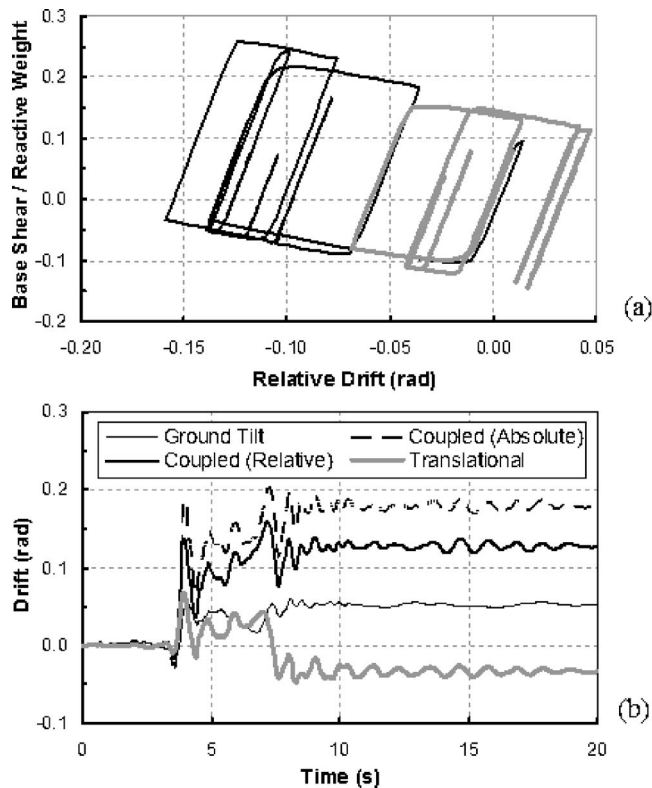 0.3
0.2
0.1
0.0
-0.1
-0.2
Base Shear / Reactive Weight
-0.20 -0.15 -0.10 -0.05 0.00 0.05
Relative Drift (rad)
(a)
0.3
0.2
0.1
0.0
-0.1
Drift (rad)
Ground Tilt Coupled (Absolute)
Coupled (Relative) Translational
0 5 10 15 20
Time (s)
(b)